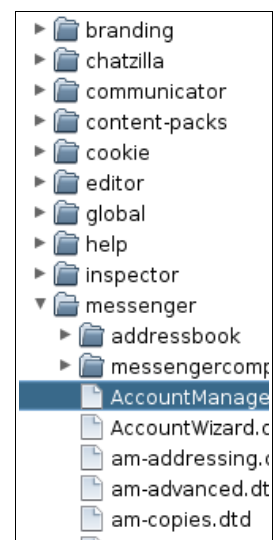 branding
chatzilla
communicator
content-packs
cookie
editor
global
help
inspector
messenger
addressbook
messengercomp
AccountManage
AccountWizard.c
am-addressing.
am-advanced.dt
am-copies.dtd